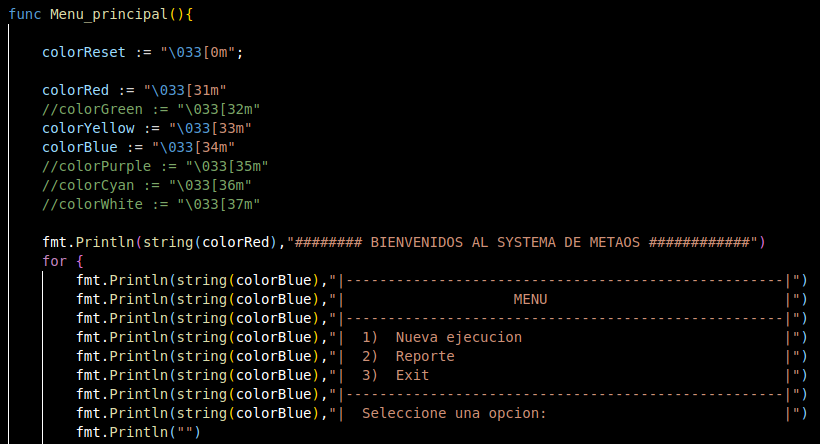 func Menu_principal(){
colorReset := "\033[0m";
colorRed := "\033[31m"
//colorGreen := "\033[32m"
colorYellow := "\033[33m"
colorBlue := "\033[34m"
//colorPurple := "\033[35m"
//colorCyan := "\033[36m"
//colorWhite := "\033[37m"
fmt.Println(string(colorRed),"######## BIENVENIDOS AL SYSTEMA DE METAOS ############")
for {
fmt.Println(string(colorBlue),"|----------------------------------------------------|")
fmt.Println(string(colorBlue),"|                    MENU                            |")
fmt.Println(string(colorBlue),"|----------------------------------------------------|")
fmt.Println(string(colorBlue),"|  1)  Nueva ejecucion                               |")
fmt.Println(string(colorBlue),"|  2)  Reporte                                       |")
fmt.Println(string(colorBlue),"|  3)  Exit                                          |")
fmt.Println(string(colorBlue),"|----------------------------------------------------|")
fmt.Println(string(colorBlue),"|  Seleccione una opcion:                            |")
fmt.Println("")